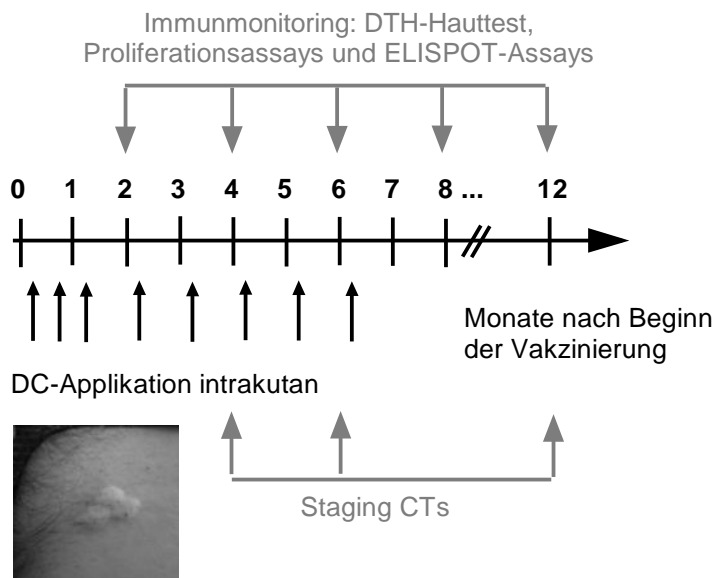 Immunmonitoring: DTH-Hauttest,
Proliferationsassays und ELISPOT-Assays
0 1 2 3 4 5 6 7 8 ... 12
Monate nach Beginn
der Vakzinierung
DC-Applikation intrakutan
Staging CTs